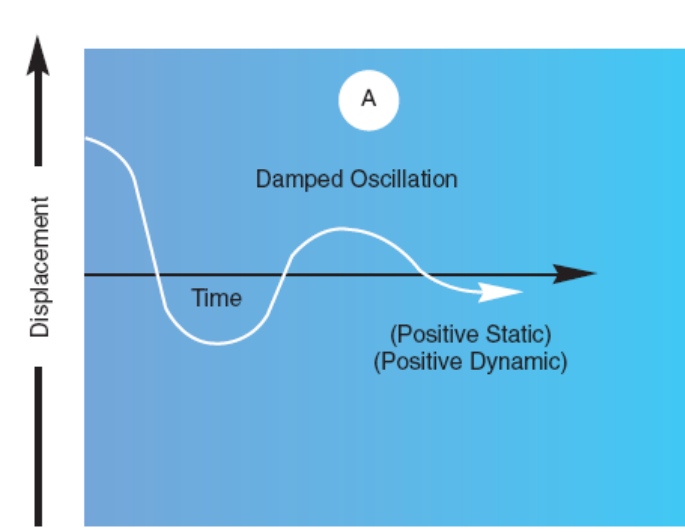 A
Damped Oscillation
Displacement
Time
(Positive Static)
(Positive Dynamic)